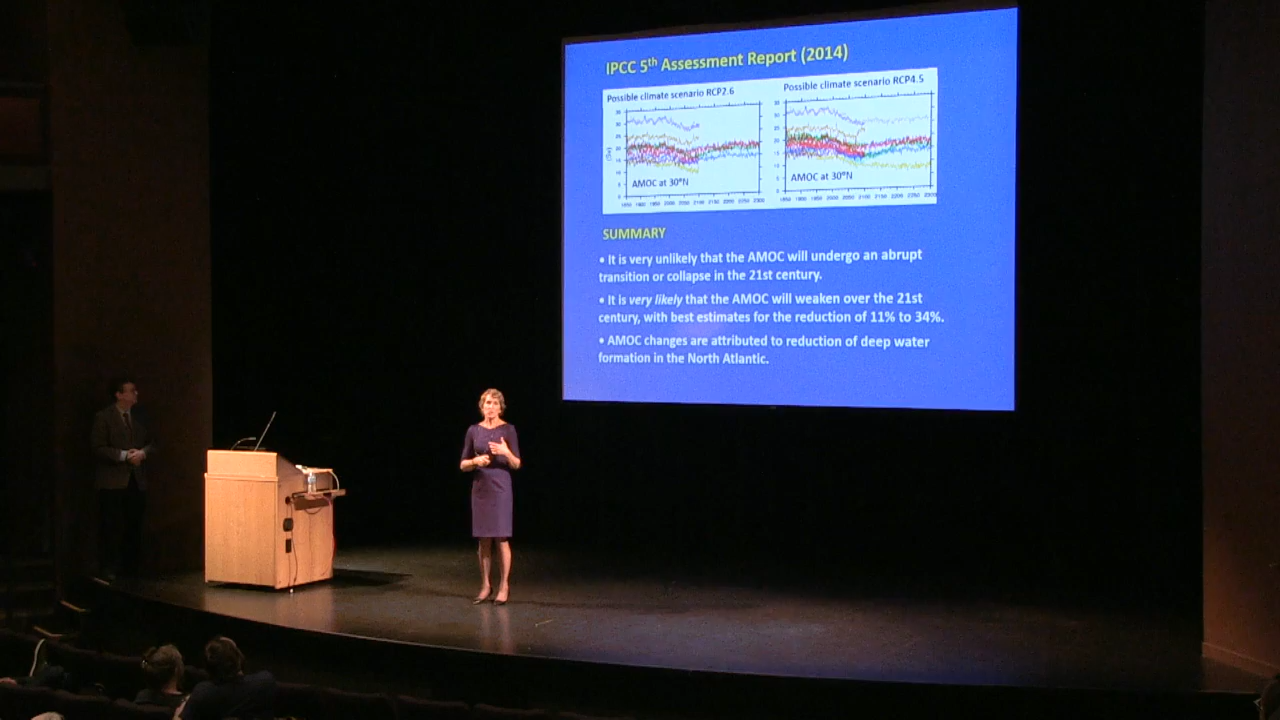 IPCC 5th Assessment Report (2014)
Possible climate scenario RCP2.6
Possible climate scenario RCP4.5
(Sv)
AMOC at 30°N
AMOC at 30°N
SUMMARY
• It is very unlikely that the AMOC will undergo an abrupt
transition or collapse in the 21st century.
• It is very likely that the AMOC will weaken over the 21st
century, with best estimates for the reduction of 11% to 34%.
• AMOC changes are attributed to reduction of deep water
formation in the North Atlantic.